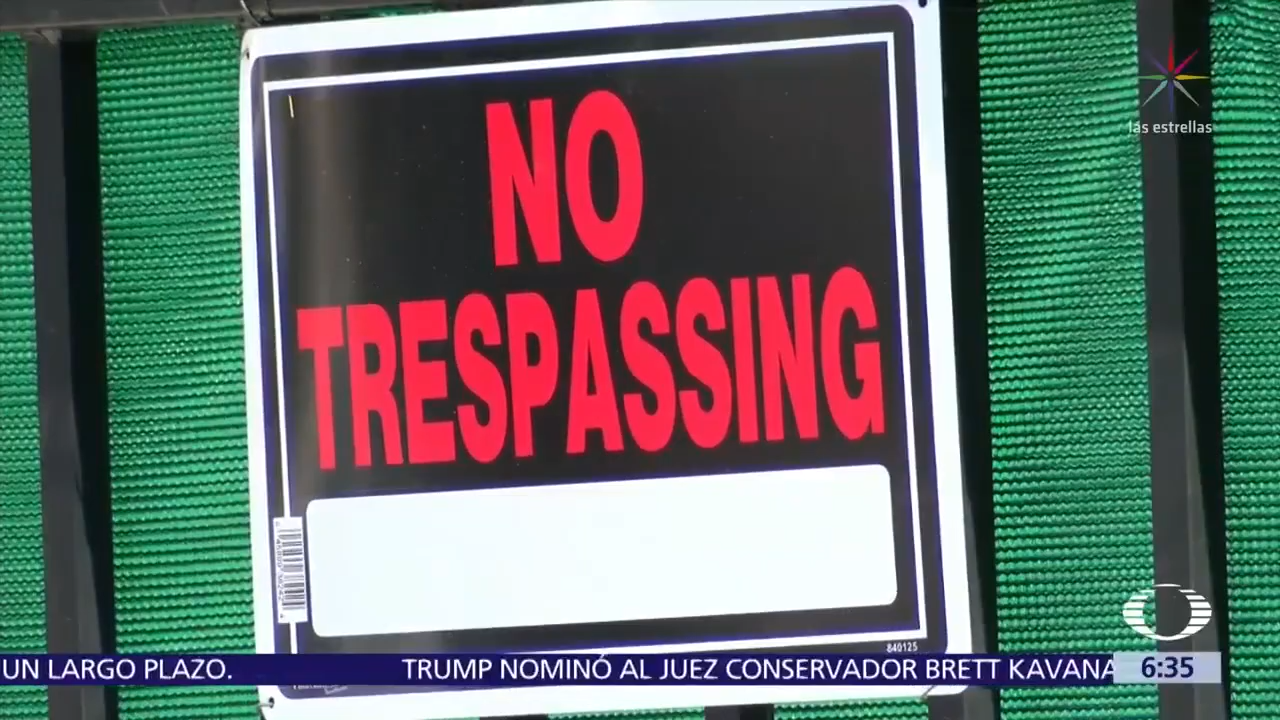 las estrellas
NO
TRESPASSING
840125
UN LARGO PLAZO. TRUMP NOMINÓ AL JUEZ CONSERVADOR BRETT KAVANA
6:35